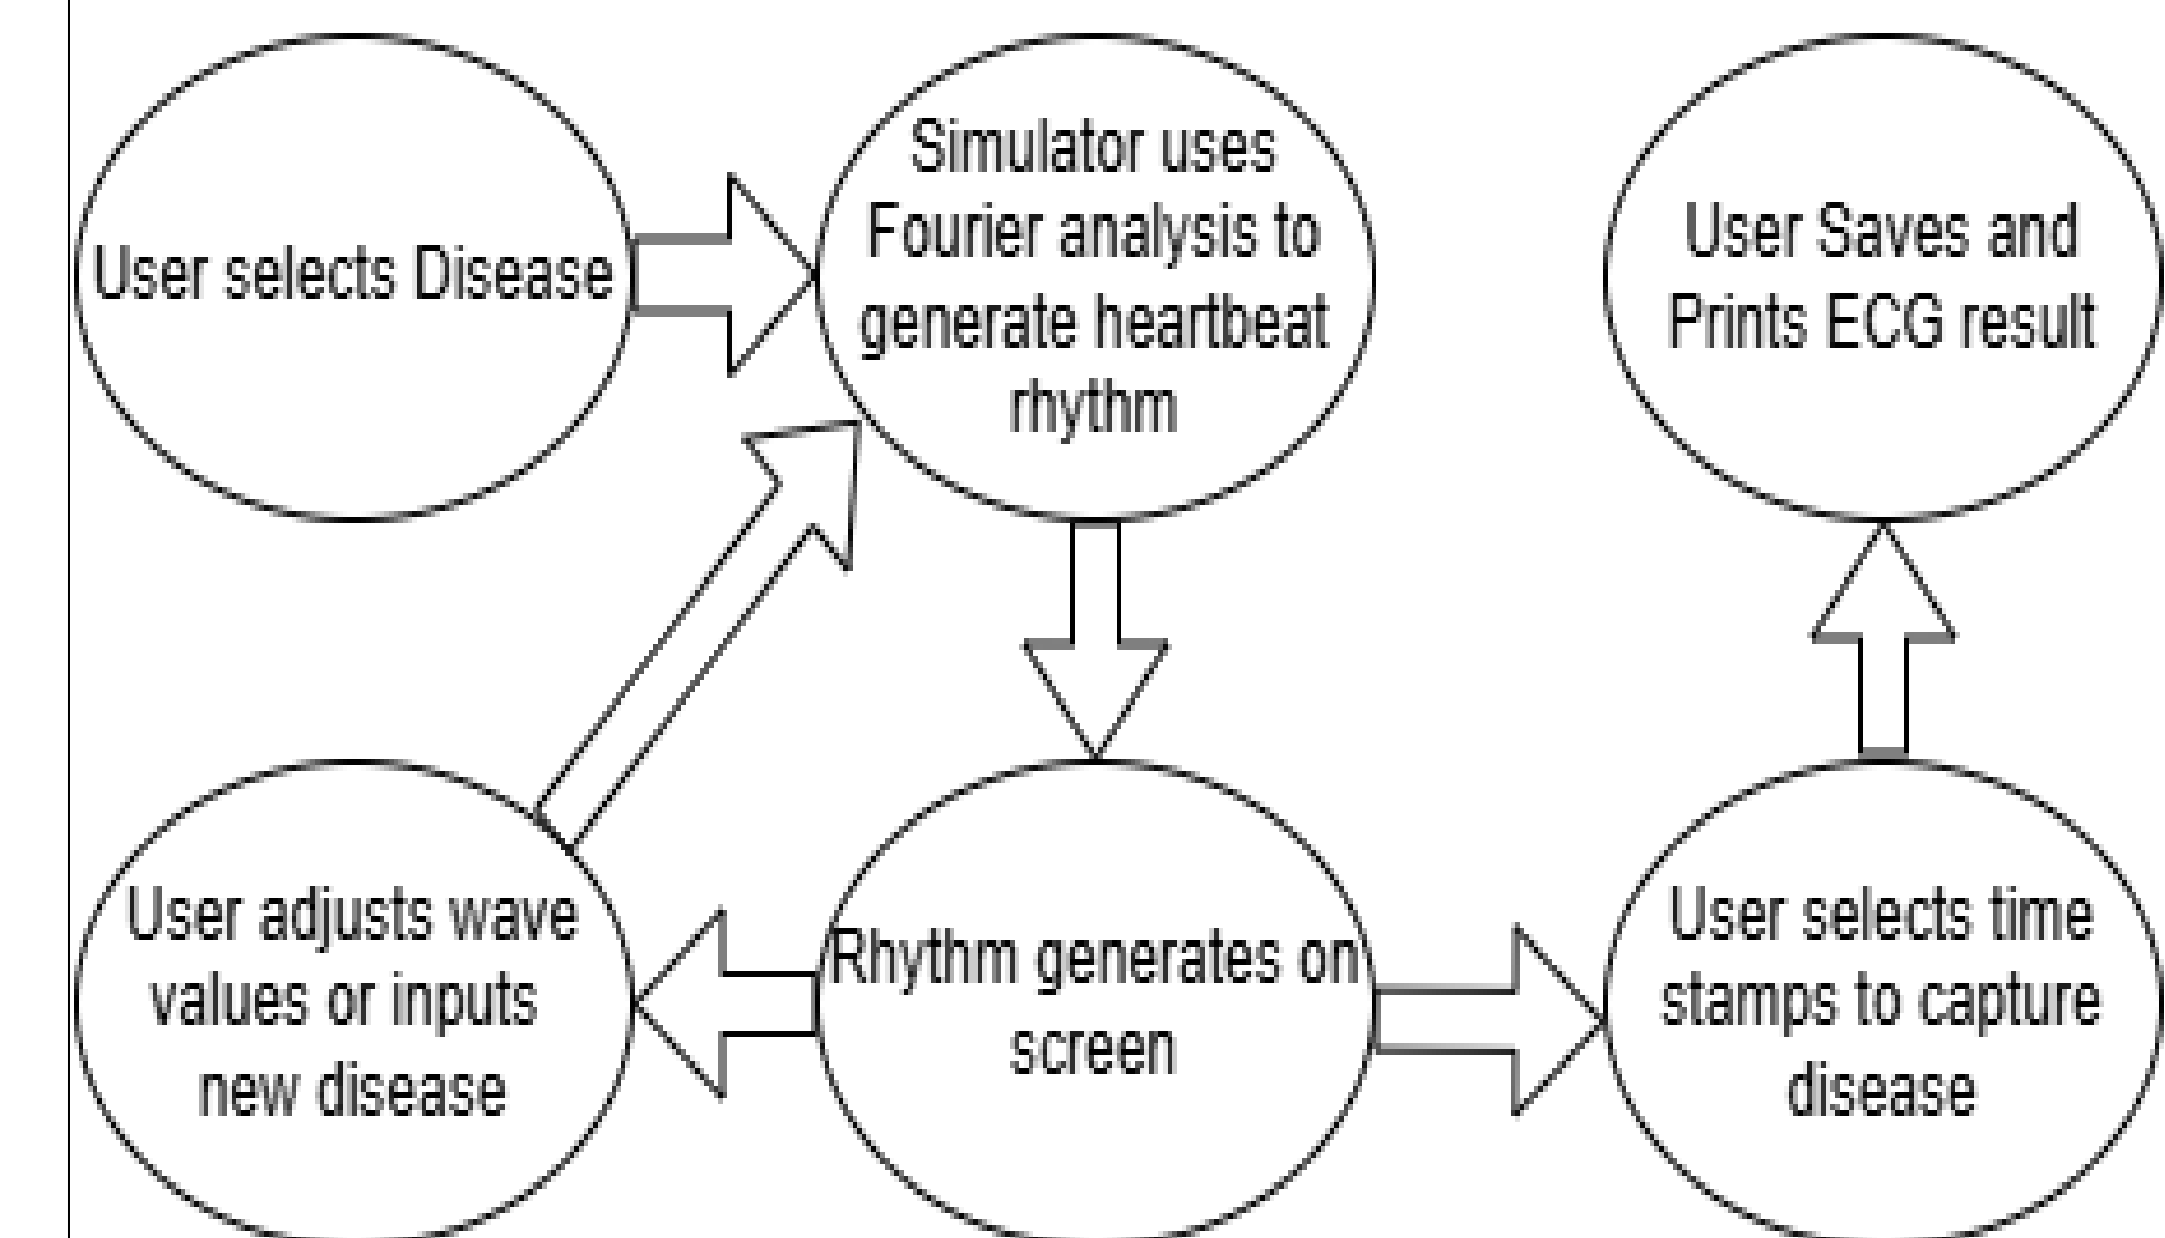 User selects Disease
Simulator uses
Fourier analysis to
generate heartbeat
rhythm
User Saves and
Prints ECG result
User adjusts wave
values or inputs
new disease
Rhythm generates on
screen
User selects time
stamps to capture
disease